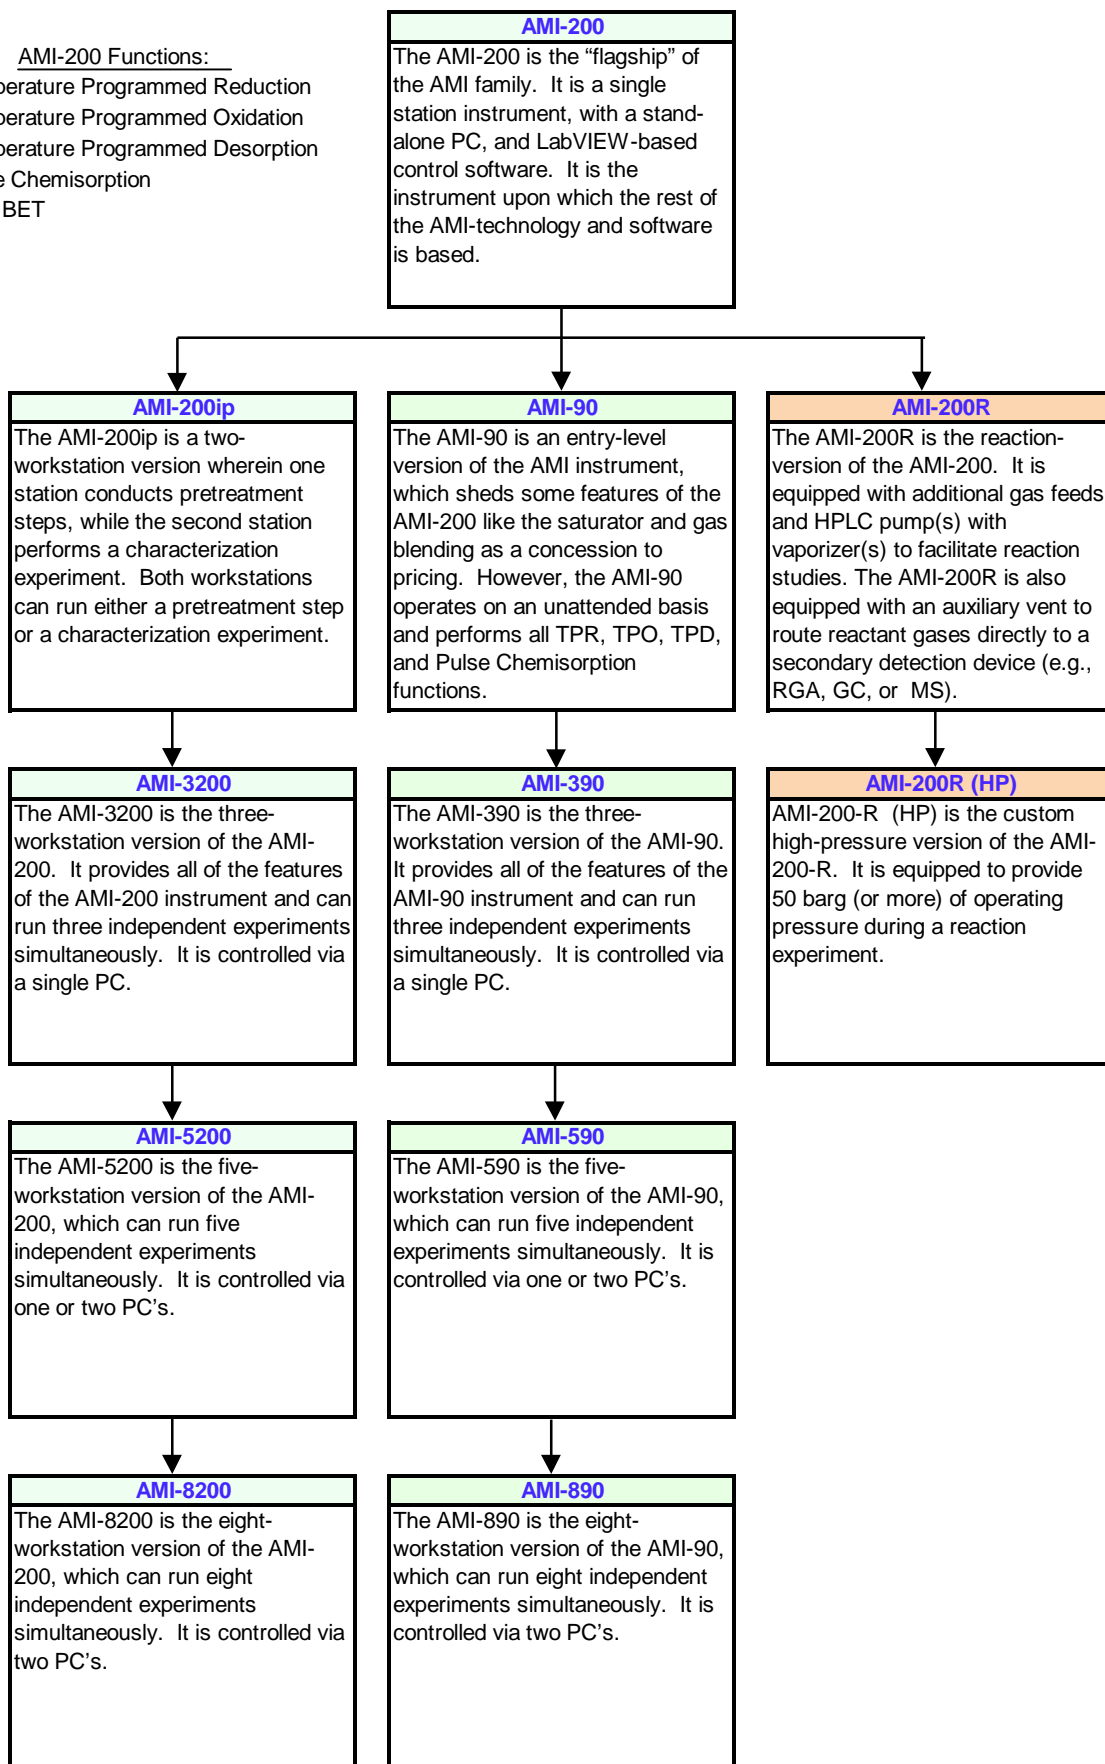 AMI-200 Functions:
perature Programmed Reduction
perature Programmed Oxidation
perature Programmed Desorption
e Chemisorption
BET
AMI-200
The AMI-200 is the “flagship” of
the AMI family.  It is a single
station instrument, with a stand-
alone PC, and LabVIEW-based
control software.  It is the
instrument upon which the rest of
the AMI-technology and software
is based.
AMI-200ip
The AMI-200ip is a two-
workstation version wherein one
station conducts pretreatment
steps, while the second station
performs a characterization
experiment.  Both workstations
can run either a pretreatment step
or a characterization experiment.
AMI-90
The AMI-90 is an entry-level
version of the AMI instrument,
which sheds some features of the
AMI-200 like the saturator and gas
blending as a concession to
pricing.  However, the AMI-90
operates on an unattended basis
and performs all TPR, TPO, TPD,
and Pulse Chemisorption
functions.
AMI-200R
The AMI-200R is the reaction-
version of the AMI-200.  It is
equipped with additional gas feeds
and HPLC pump(s) with
vaporizer(s) to facilitate reaction
studies. The AMI-200R is also
equipped with an auxiliary vent to
route reactant gases directly to a
secondary detection device (e.g.,
RGA, GC, or  MS).
AMI-3200
The AMI-3200 is the three-
workstation version of the AMI-
200.  It provides all of the features
of the AMI-200 instrument and can
run three independent experiments
simultaneously.  It is controlled via
a single PC.
AMI-390
The AMI-390 is the three-
workstation version of the AMI-90.
It provides all of the features of the
AMI-90 instrument and can run
three independent experiments
simultaneously.  It is controlled via
a single PC.
AMI-200R (HP)
AMI-200-R  (HP) is the custom
high-pressure version of the AMI-
200-R.  It is equipped to provide
50 barg (or more) of operating
pressure during a reaction
experiment.
AMI-5200
The AMI-5200 is the five-
workstation version of the AMI-
200, which can run five
independent experiments
simultaneously.  It is controlled via
one or two PC’s.
AMI-590
The AMI-590 is the five-
workstation version of the AMI-90,
which can run five independent
experiments simultaneously.  It is
controlled via one or two PC’s.
AMI-8200
The AMI-8200 is the eight-
workstation version of the AMI-
200, which can run eight
independent experiments
simultaneously.  It is controlled via
two PC’s.
AMI-890
The AMI-890 is the eight-
workstation version of the AMI-90,
which can run eight independent
experiments simultaneously.  It is
controlled via two PC’s.